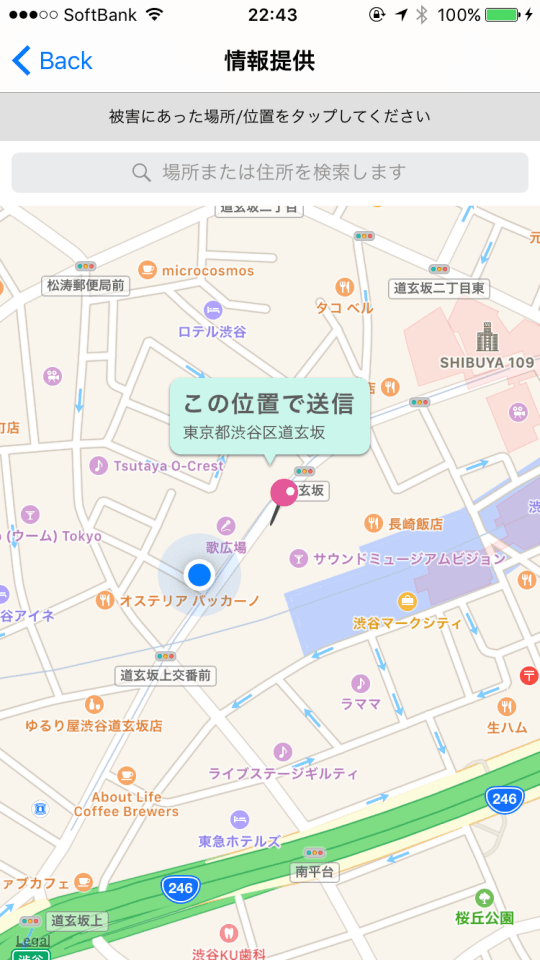 SoftBank
22:43
100%
Back
情報提供
被害にあった場所/位置をタップしてください
場所または住所を検索します
道玄坂二丁目
microcosmos
松涛郵便局前
タコ ベル
道玄坂二丁目東
ロテル渋谷
SHIBUYA 109
この位置で送信
東京都渋谷区道玄坂
店
町店
Tsutaya O-Crest
玄坂
長崎飯店
渋
(ウーム) Tokyo
歌広場
サウンドミュージアムビジョン
オステリア バッカーノ
谷アイネ
渋谷マークシティ
道玄坂上交番前
ラママ
ゆるり屋渋谷道玄坂店
生ハム
ライブステージギルティ
About Life
Coffee Brewers
246
東急ホテルズ
南平台
ァブカフェ
246
道玄坂上
桜丘公園
Legal
渋谷
渋谷KU歯科